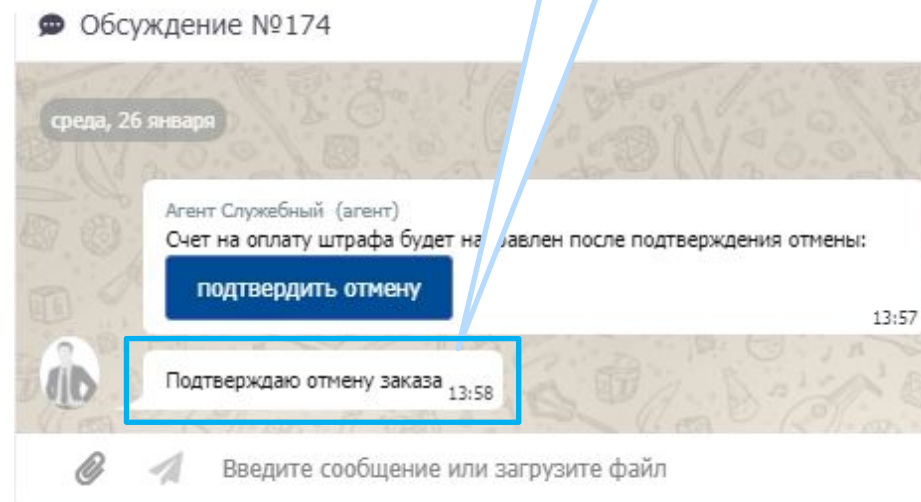 Обсуждение №174
среда, 26 января
Агент Служебный (агент)
Счет на оплату штрафа будет направлен после подтверждения отмены:
подтвердить отмену
13:57
Подтверждаю отмену заказа 13:58
Введите сообщение или загрузите файл